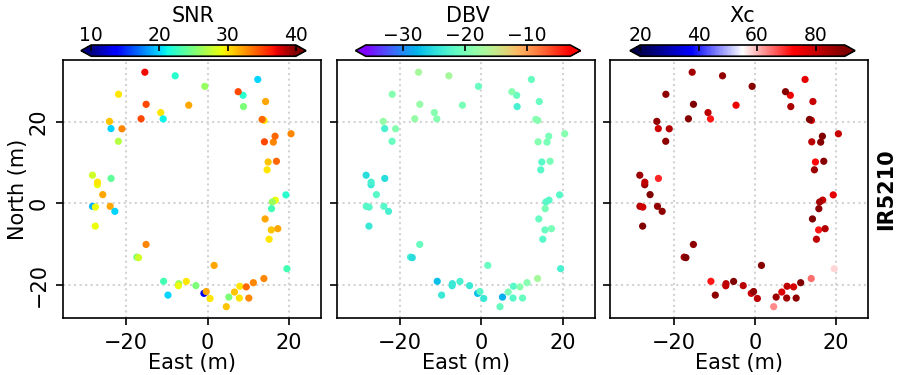 SNR DBV Xc
10 20 30 40 −30 −20 −10 20 40 60 80
20
0
−20
North (m)
IR5210
−20 0 20 −20 0 20 −20 0 20
East (m) East (m) East (m)